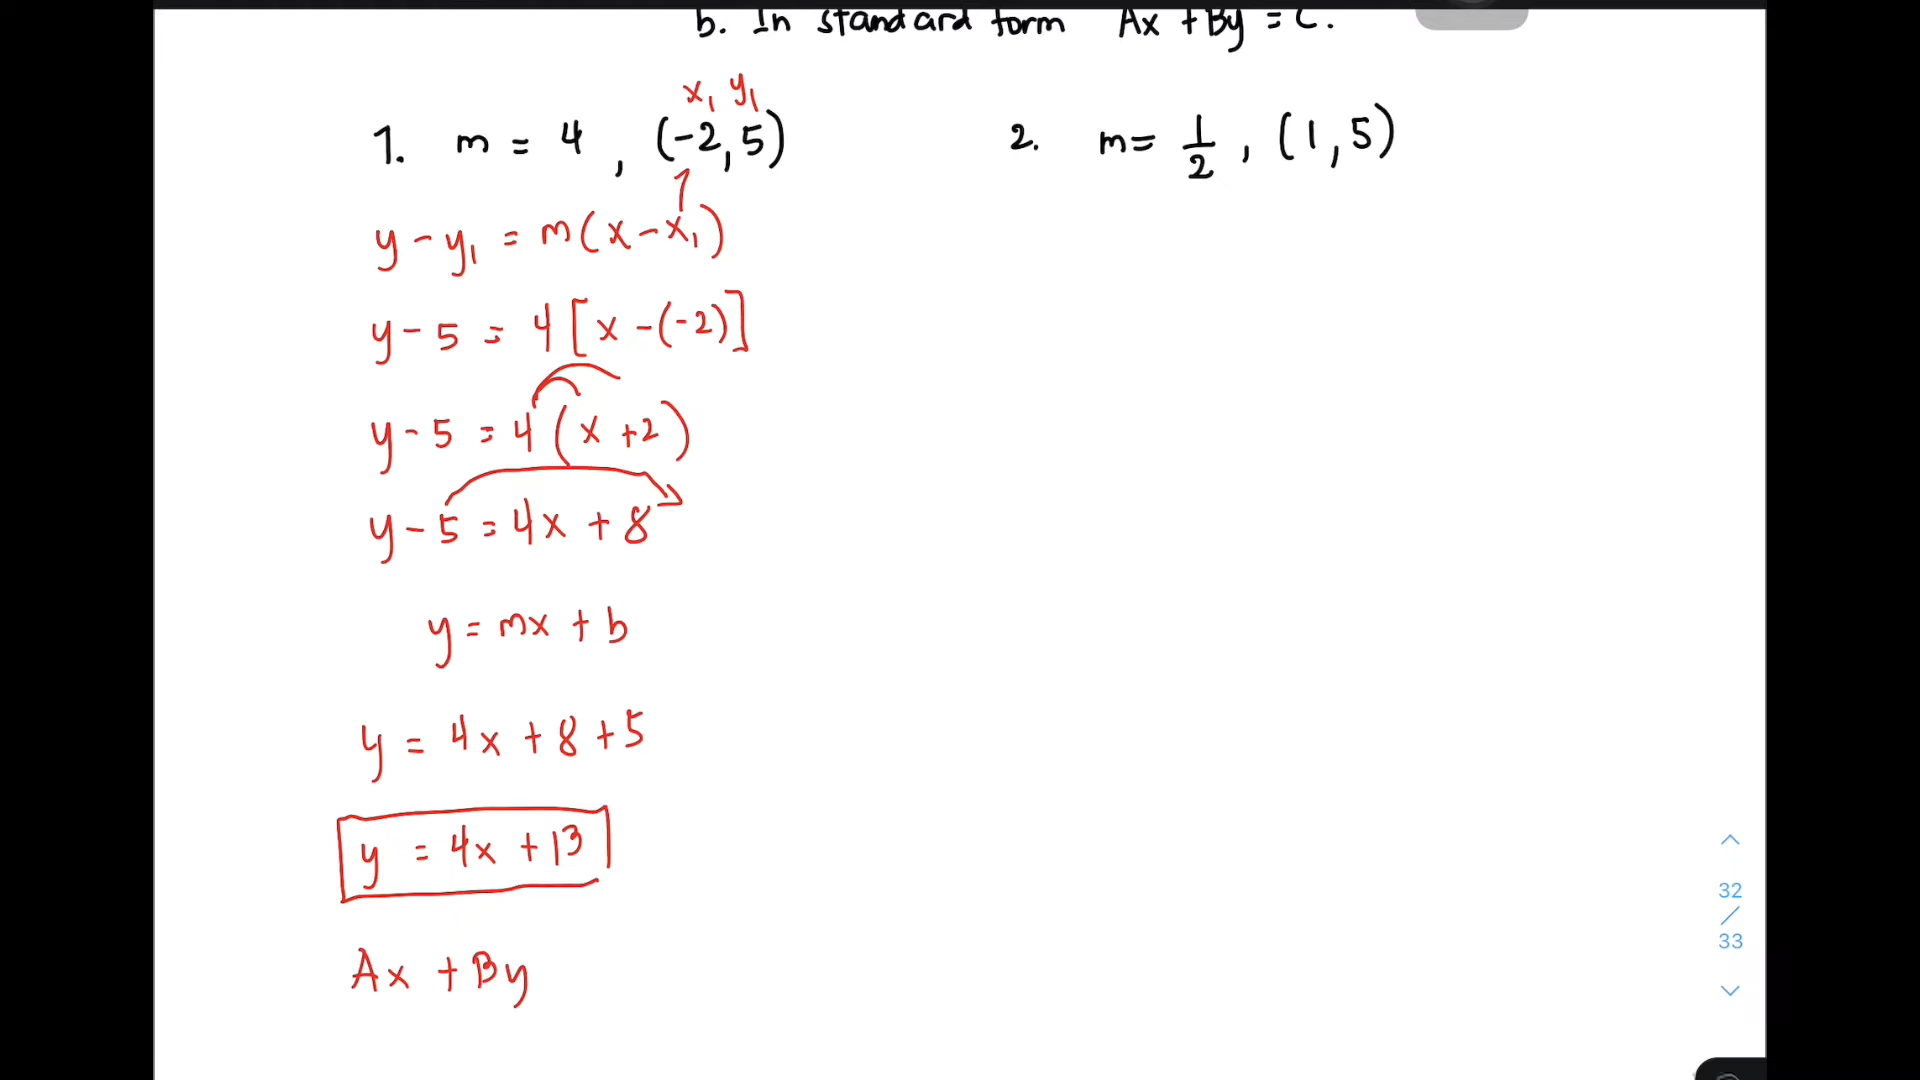 b. In standard form Ax + By = C.
x₁ y₁
1. m = 4 , (-2,5)
y - y₁ = m(x - x₁)
y - 5 = 4[x - (-2)]
y - 5 = 4(x + 2)
y - 5 = 4x + 8
y = mx + b
y = 4x + 8 + 5
y = 4x + 13
Ax + By
2. m = 1/2 , (1,5)
32
/
33